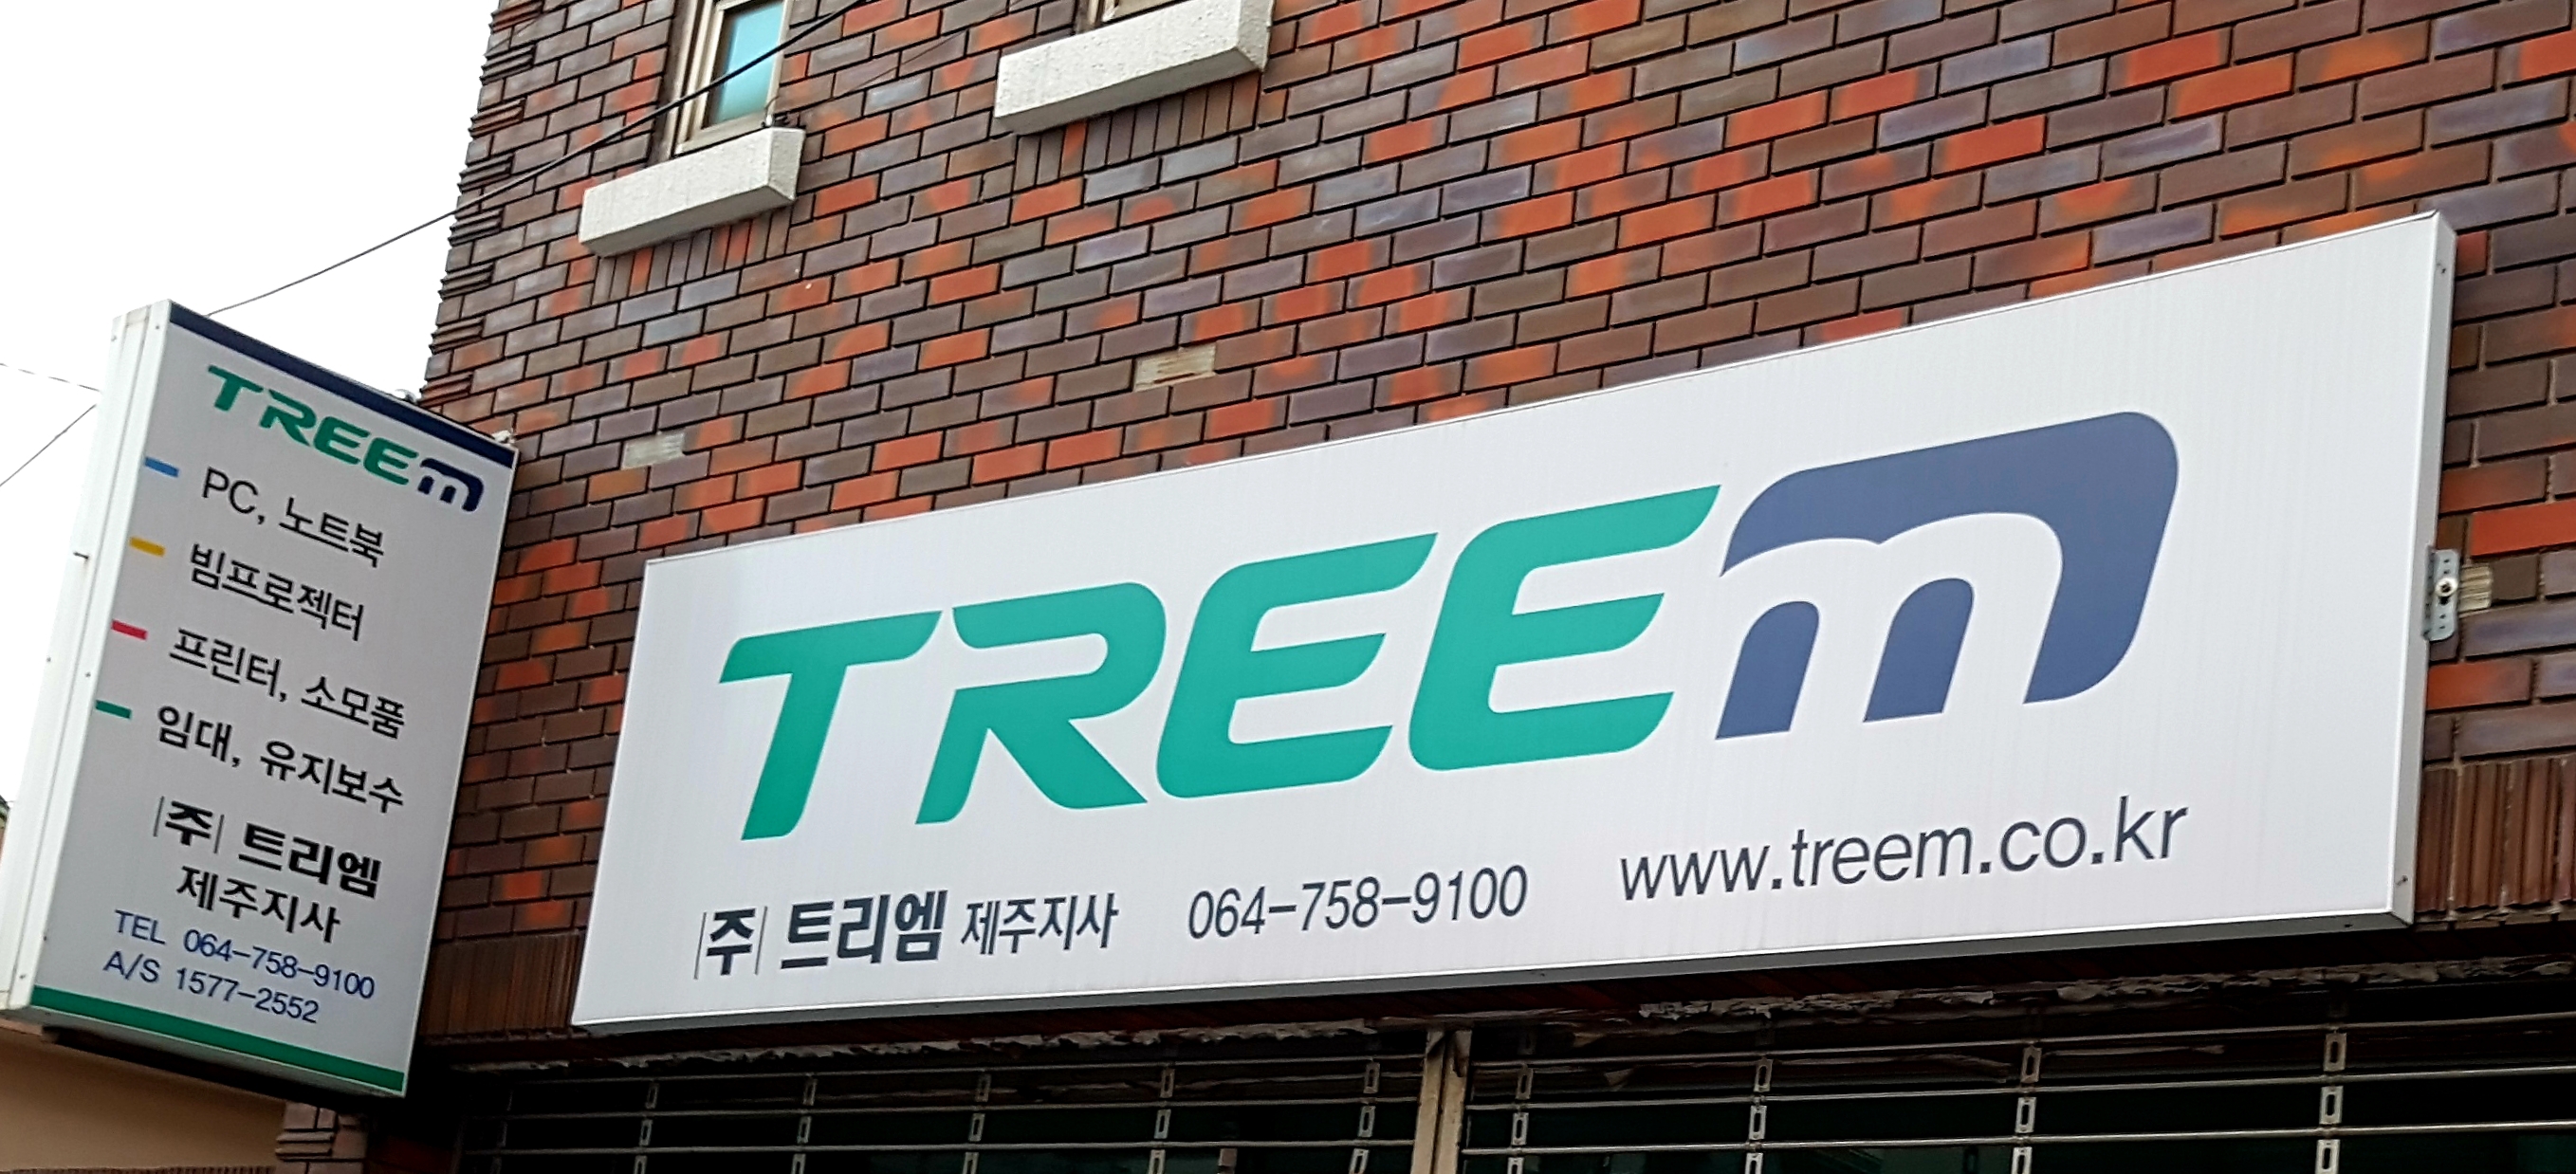 TREEm
PC, 노트북
빔프로젝터
프린터, 소모품
임대, 유지보수
|주| 트리엠
제주지사
TEL 064-758-9100
A/S 1577-2552
TREEm
|주| 트리엠 제주지사 064-758-9100 www.treem.co.kr